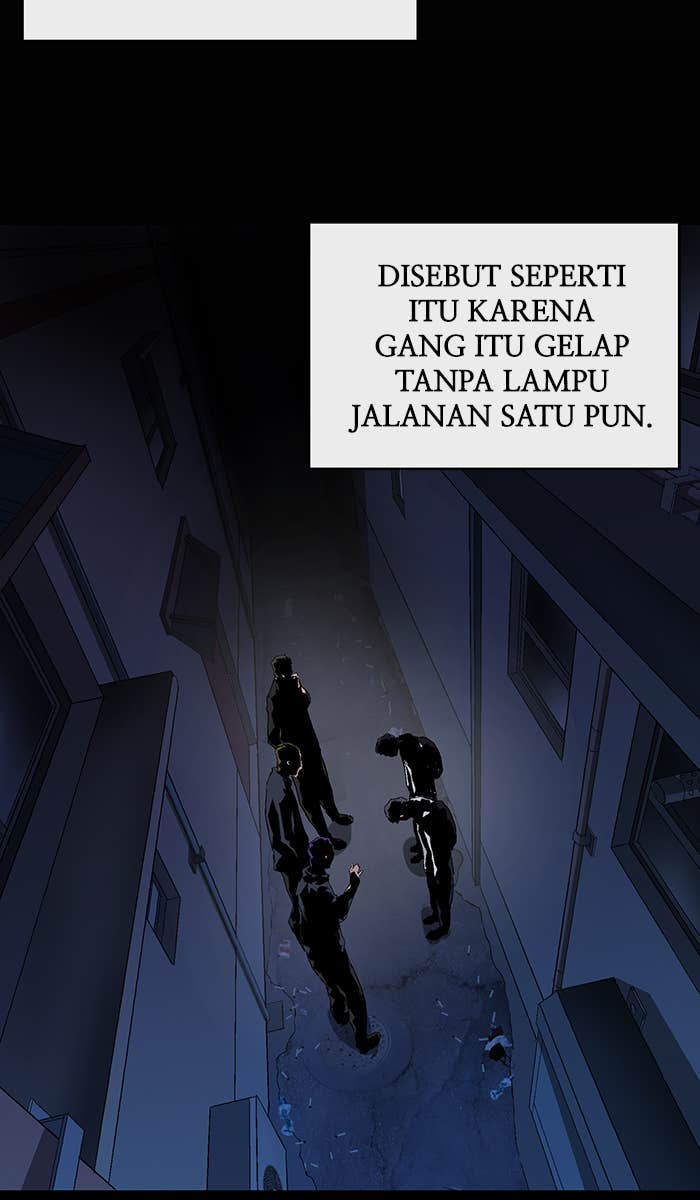 DISEBUT SEPERTI
ITU KARENA
GANG ITU GELAP
TANPA LAMPU
JALANAN SATU PUN.